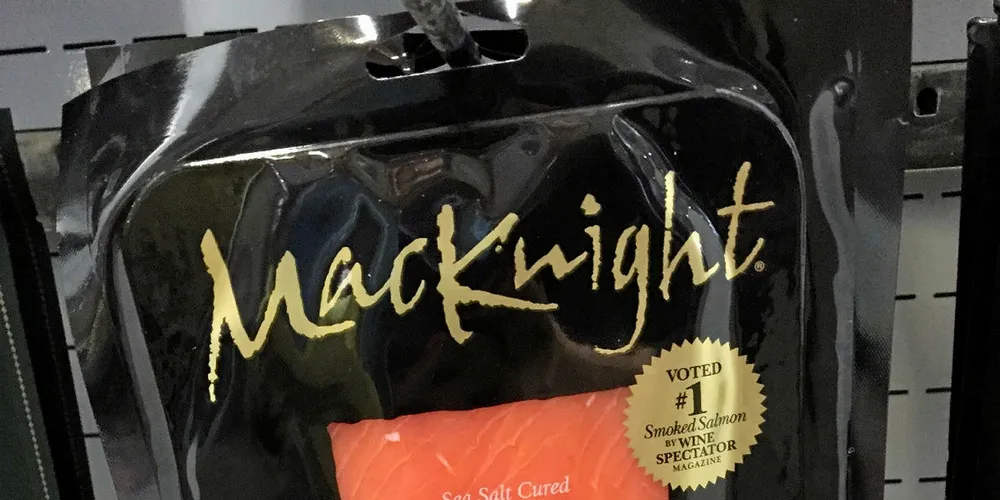 MacKnight®
VOTED
#1
Smoked Salmon
BY WINE
SPECTATOR
MAGAZINE
Sea Salt Cured